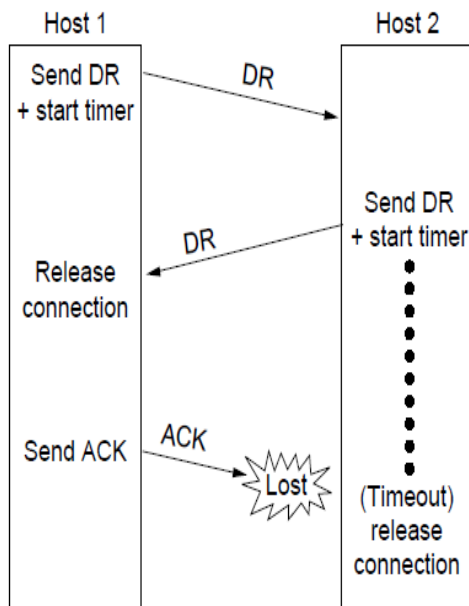 Host 1
Host 2
Send DR
+ start timer
DR
Send DR
+ start timer
DR
Release
connection
Send ACK
ACK
Lost
(Timeout)
release
connection